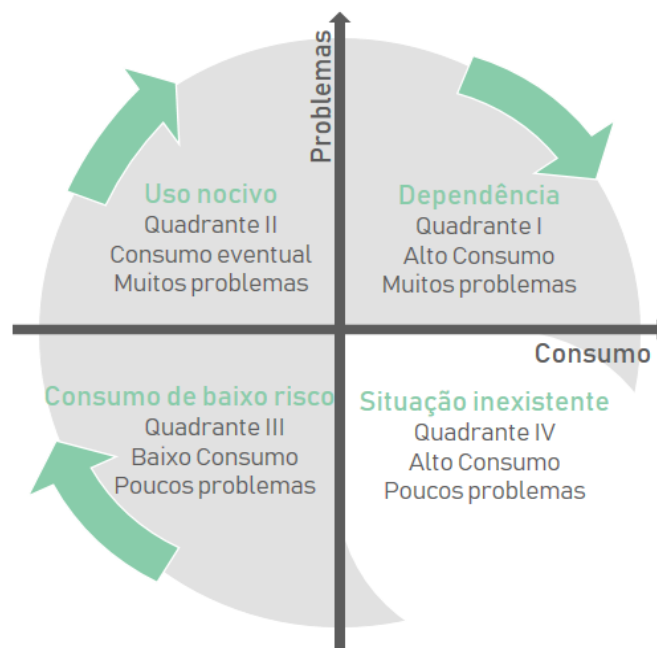 Problemas
Uso nocivo
Quadrante II
Consumo eventual
Muitos problemas
Dependência
Quadrante I
Alto Consumo
Muitos problemas
Consumo
Consumo de baixo risco
Quadrante III
Baixo Consumo
Poucos problemas
Situação inexistente
Quadrante IV
Alto Consumo
Poucos problemas